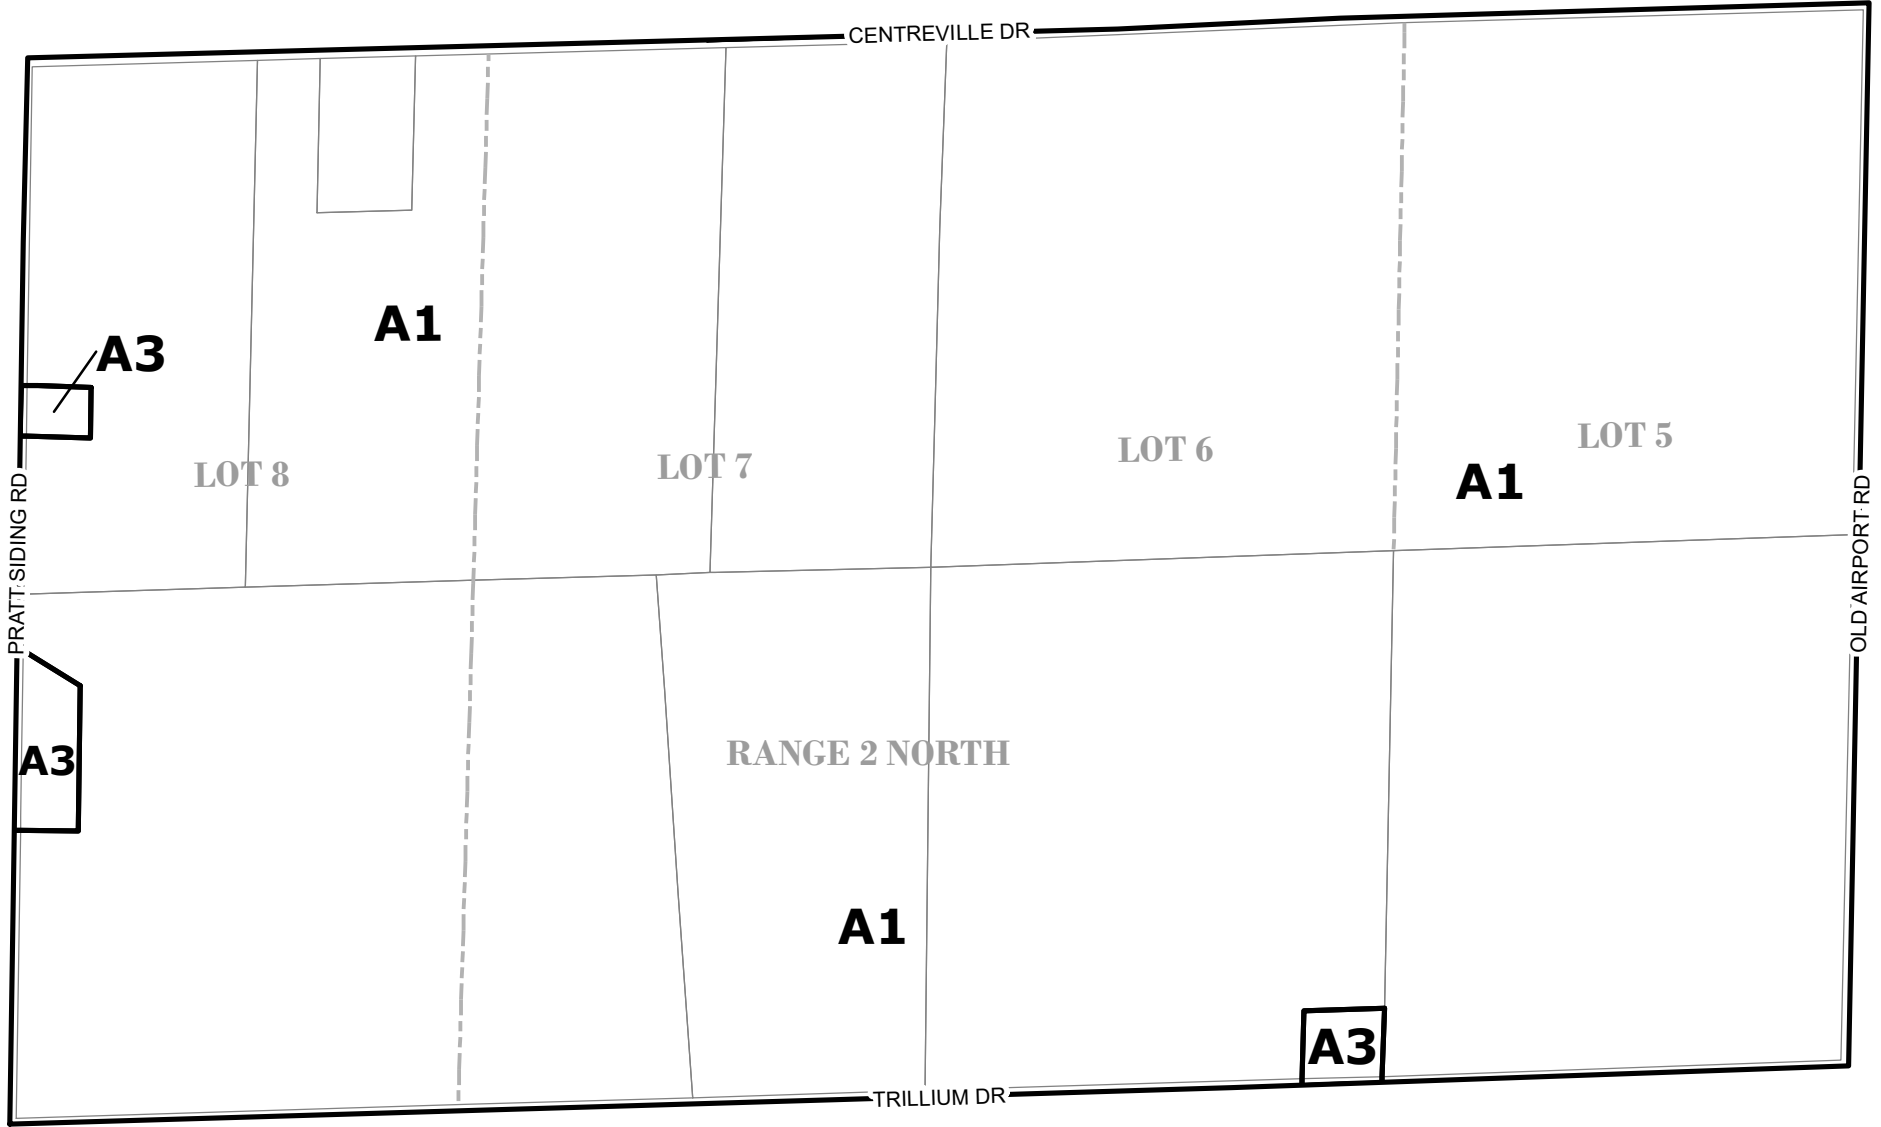 CENTREVILLE DR
A1
A3
LOT 8
LOT 7
LOT 6
LOT 5
A1
PRATT SIDING RD
OLD AIRPORT RD
A3
RANGE 2 NORTH
A1
A3
TRILLIUM DR